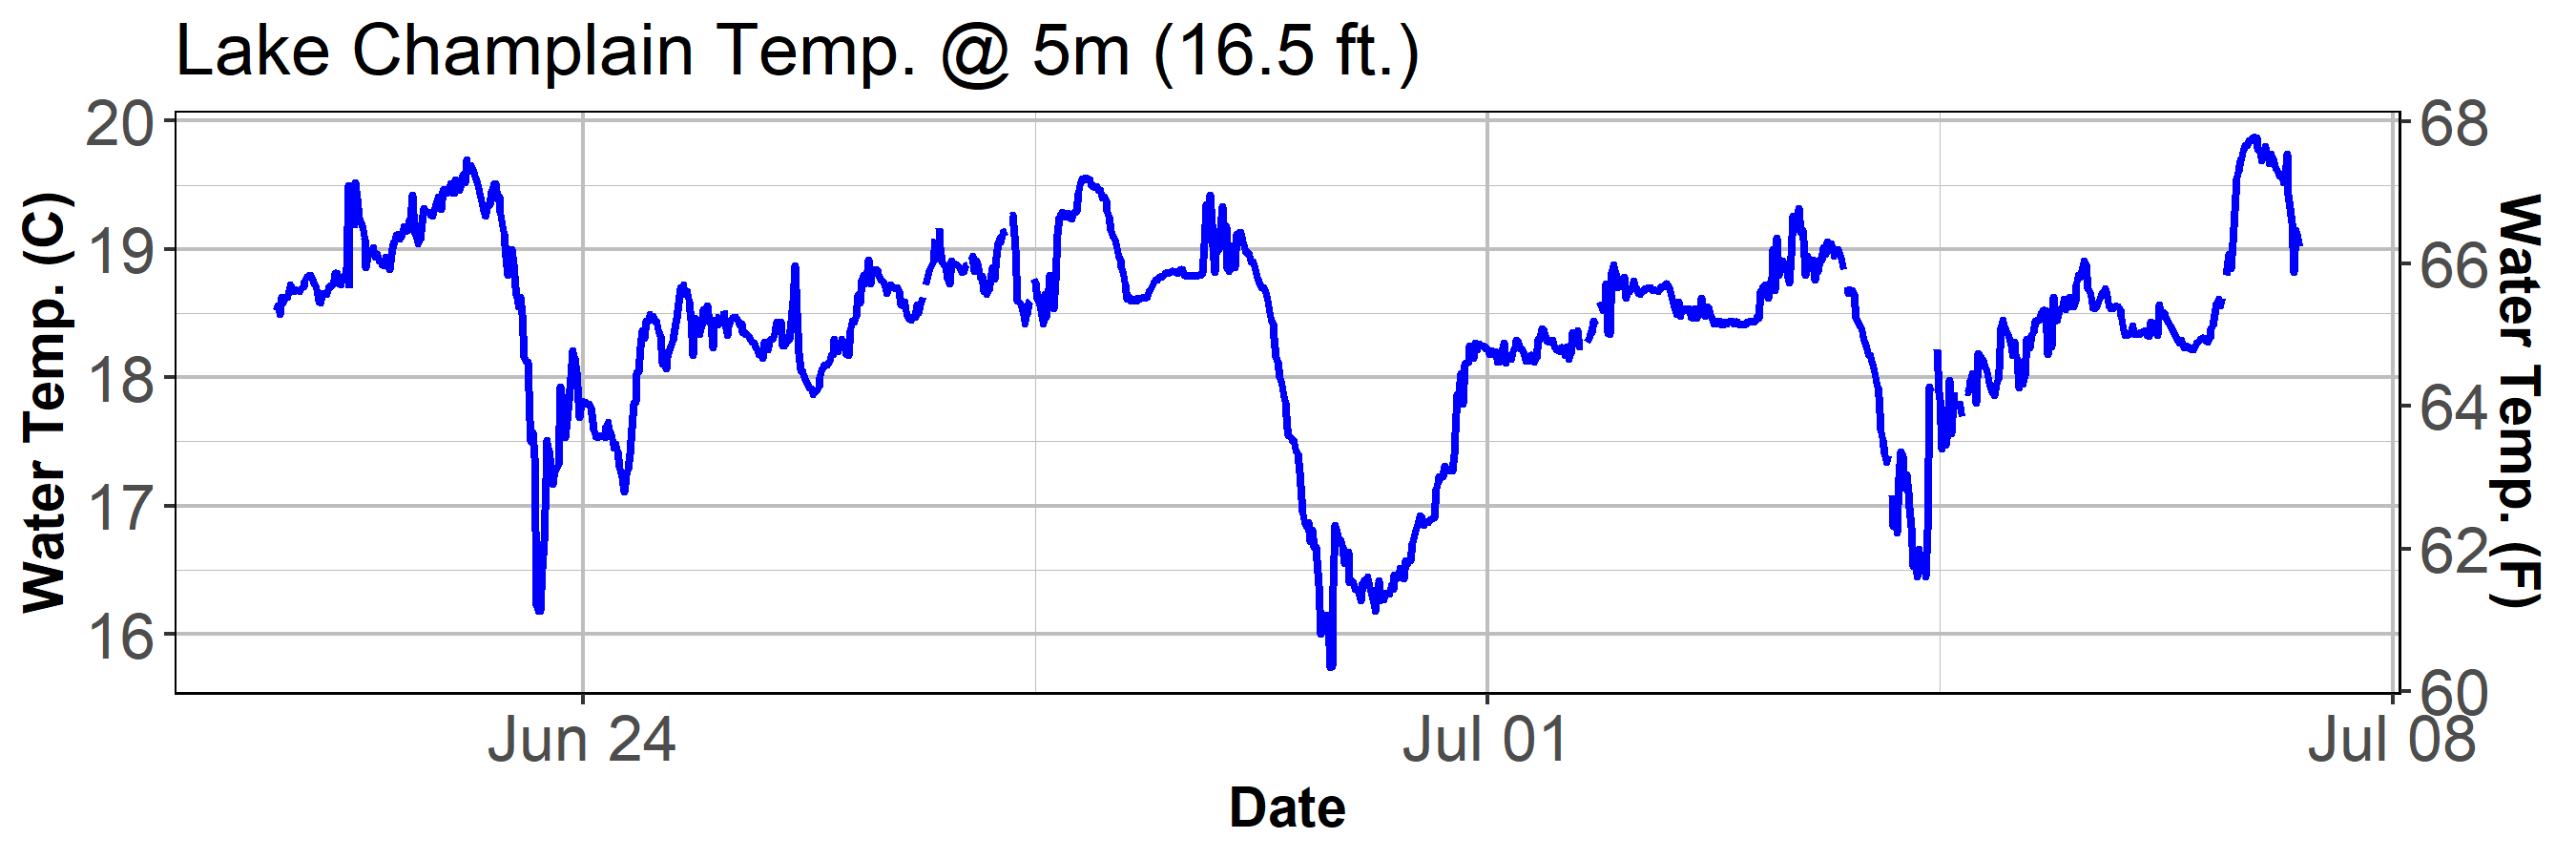 Lake Champlain Temp. @ 5m (16.5 ft.)
Water Temp. (C)
20
19
18
17
16
68
66
64
62
60
Water Temp. (F)
Jun 24
Jul 01
Jul 08
Date